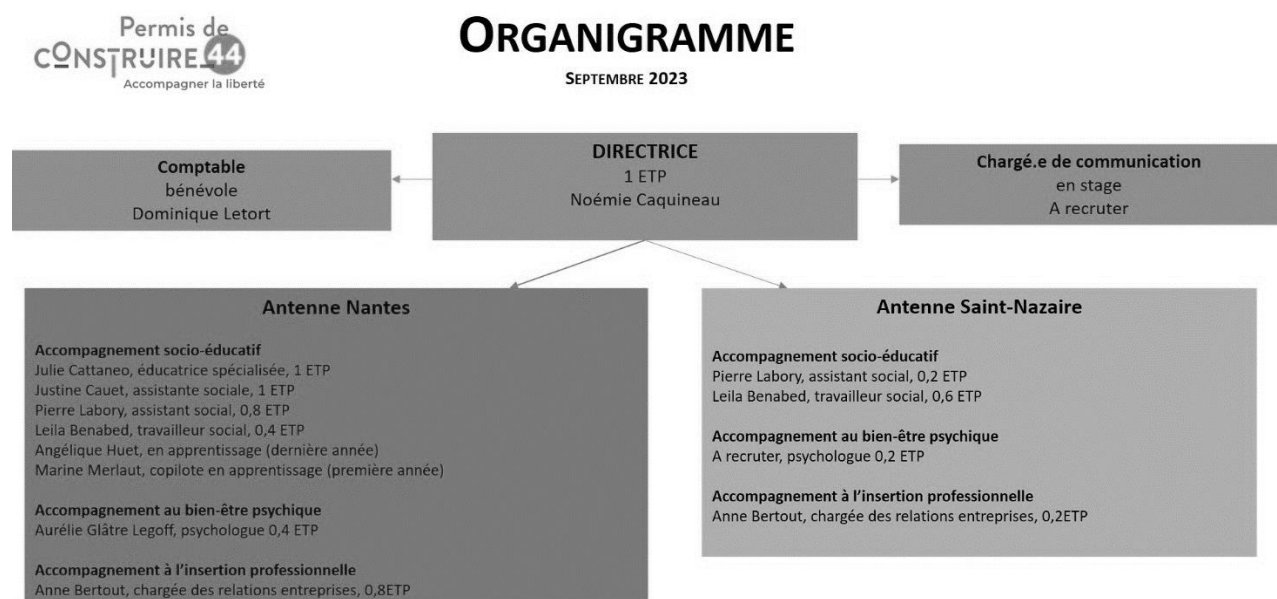 Permis de
CONSTRUIRE 44
Accompagner la liberté
ORGANIGRAMME
SEPTEMBRE 2023
Comptable
bénévole
Dominique Letort
DIRECTRICE
1 ETP
Noémie Caquineau
Chargé.e de communication
en stage
A recruter
Antenne Nantes
Accompagnement socio-éducatif
Julie Cattaneo, éducatrice spécialisée, 1 ETP
Justine Cauet, assistante sociale, 1 ETP
Pierre Labory, assistant social, 0,8 ETP
Leila Benabed, travailleur social, 0,4 ETP
Angélique Huet, en apprentissage (dernière année)
Marine Merlaut, copilote en apprentissage (première année)
Accompagnement au bien-être psychique
Aurélie Glâtre Legoff, psychologue 0,4 ETP
Accompagnement à l’insertion professionnelle
Anne Bertout, chargée des relations entreprises, 0,8ETP
Antenne Saint-Nazaire
Accompagnement socio-éducatif
Pierre Labory, assistant social, 0,2 ETP
Leila Benabed, travailleur social, 0,6 ETP
Accompagnement au bien-être psychique
A recruter, psychologue 0,2 ETP
Accompagnement à l’insertion professionnelle
Anne Bertout, chargée des relations entreprises, 0,2ETP